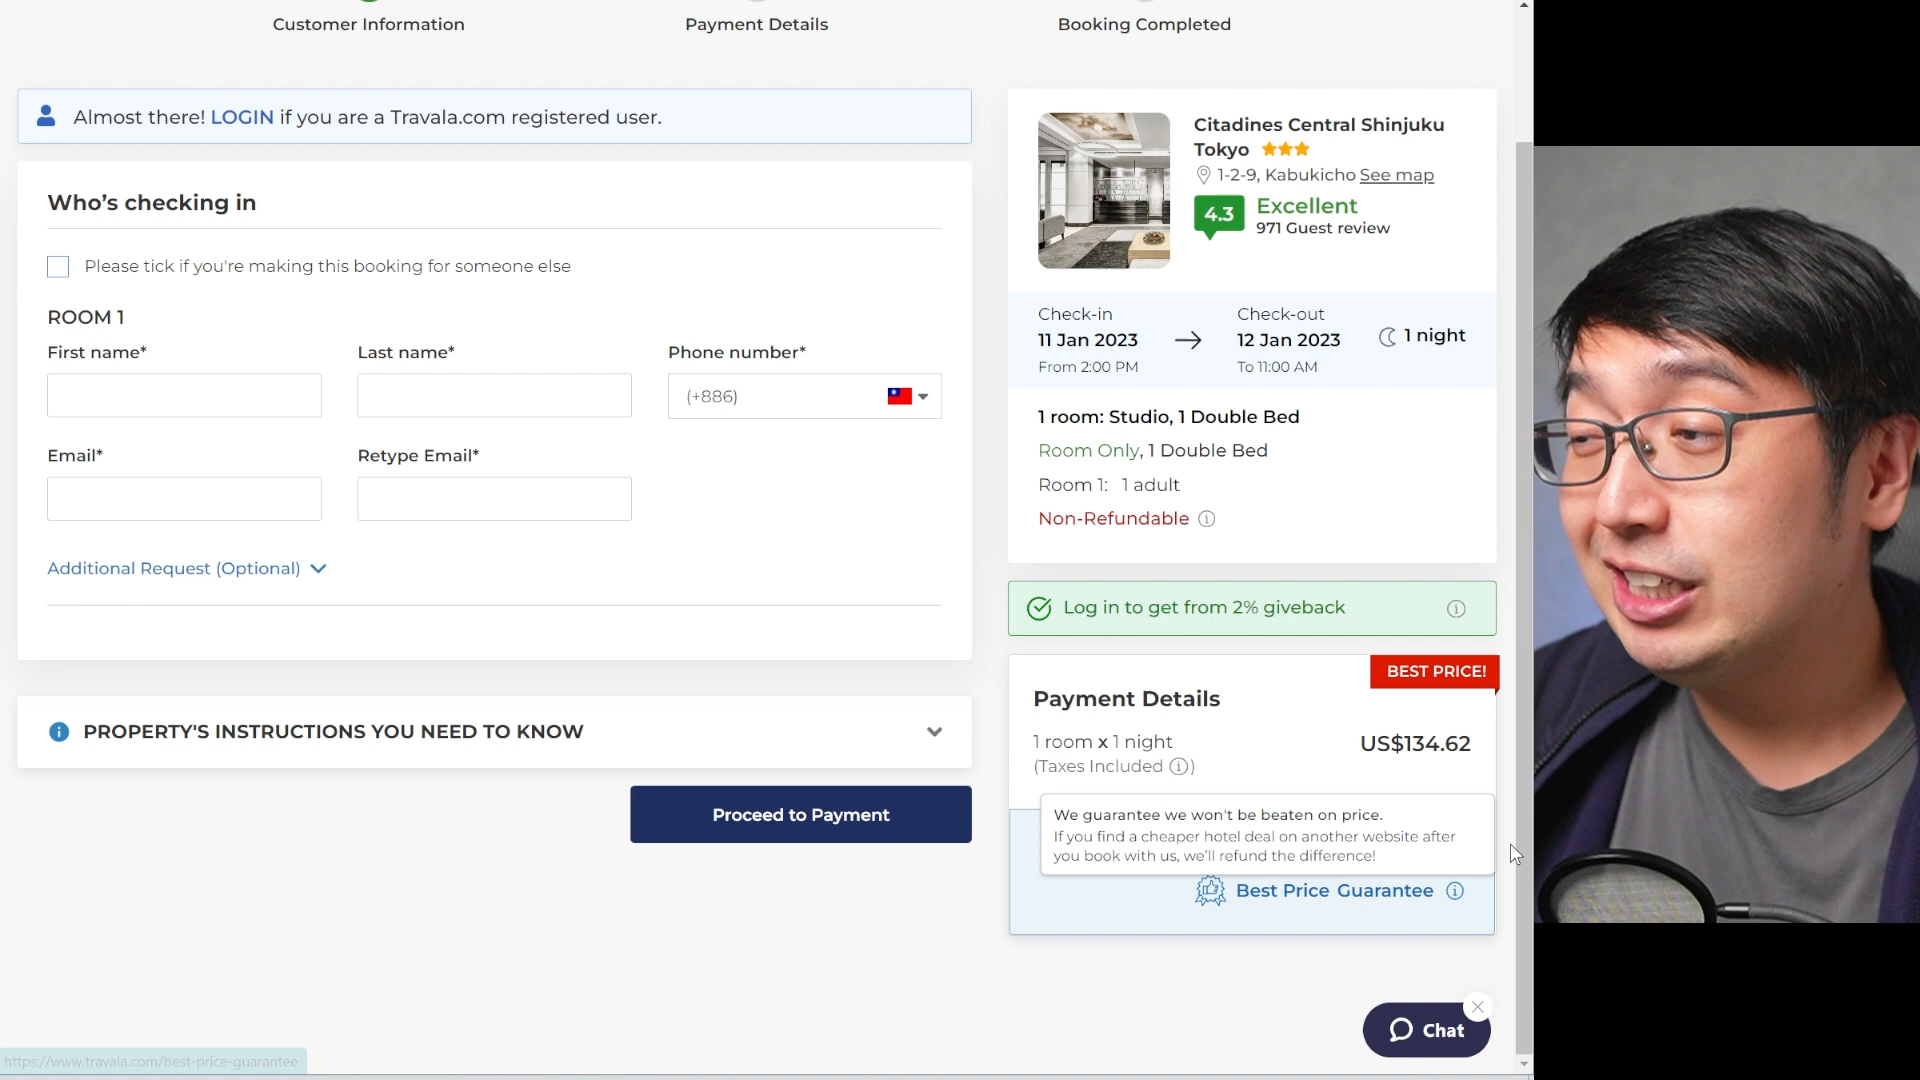 Customer Information
Payment Details
Booking Completed
Almost there! LOGIN if you are a Travala.com registered user.
Who's checking in
Please tick if you're making this booking for someone else
ROOM 1
First name*
Last name*
Phone number*
(+886)
Email*
Retype Email*
Additional Request (Optional)
PROPERTY'S INSTRUCTIONS YOU NEED TO KNOW
Proceed to Payment
Citadines Central Shinjuku
Tokyo
1-2-9, Kabukicho See map
4.3
Excellent
971 Guest review
Check-in
11 Jan 2023
From 2:00 PM
Check-out
12 Jan 2023
To 11:00 AM
1 night
1 room: Studio, 1 Double Bed
Room Only, 1 Double Bed
Room 1: 1 adult
Non-Refundable
Log in to get from 2% giveback
BEST PRICE!
Payment Details
1 room x 1 night
(Taxes Included)
US$134.62
We guarantee we won't be beaten on price.
If you find a cheaper hotel deal on another website after
you book with us, we'll refund the difference!
Best Price Guarantee
Chat
https://www.travala.com/best-price-guarantee